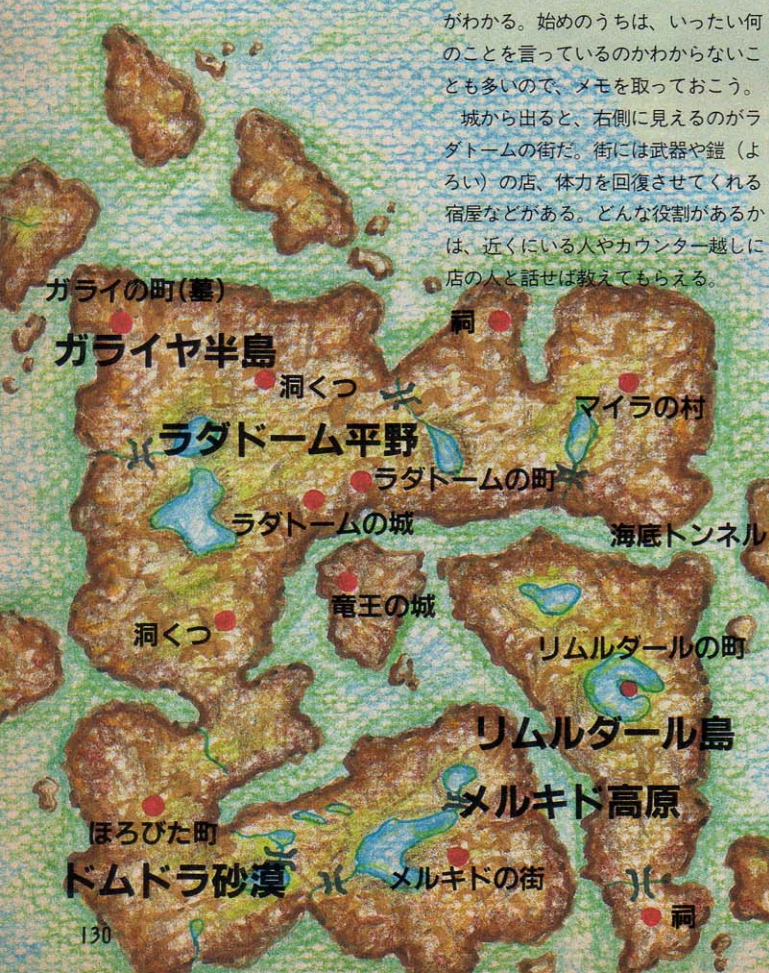 がわかる。始めのうちは、いったい何
のことを言っているのかわからないこ
とも多いので、メモを取っておこう。
城から出ると、右側に見えるのがラ
ダトームの街だ。街には武器や鎧（よ
ろい）の店、体力を回復させてくれる
宿屋などがある。どんな役割があるか
は、近くにいる人やカウンター越しに
店の人と話せば教えてもらえる。
ガライの町(墓)
祠
ガライヤ半島
洞くつ
マイラの村
ラダドーム平野
ラダトームの町
ラダトームの城
海底トンネル
竜王の城
洞くつ
リムルダールの町
リムルダール島
メルキド高原
ほろびた町
ドムドラ砂漠
メルキドの街
祠
130